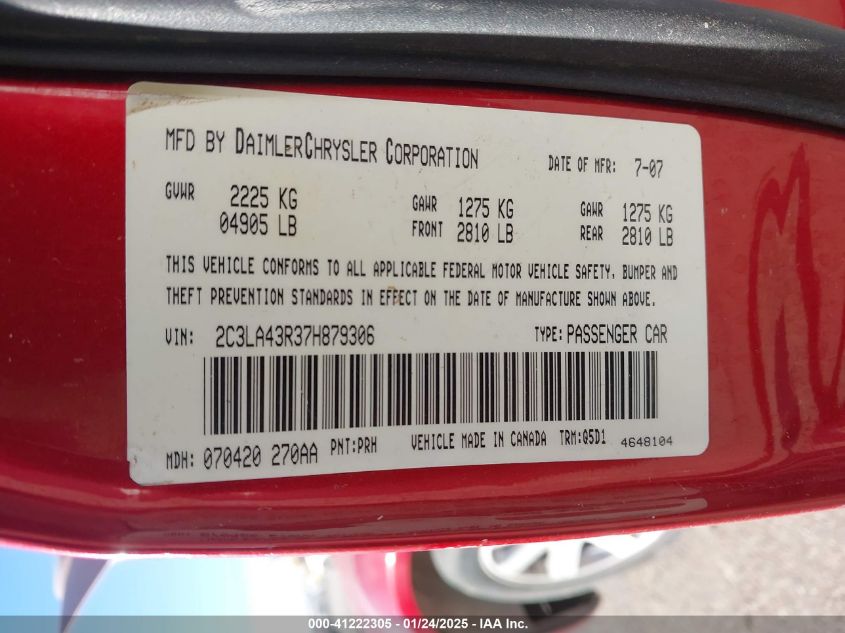 MFD BY DAIMLERCHRYSLER CORPORATION DATE OF MFR: 7-07
GVWR 2225 KG GAWR 1275 KG GAWR 1275 KG
04905 LB FRONT 2810 LB REAR 2810 LB
THIS VEHICLE CONFORMS TO ALL APPLICABLE FEDERAL MOTOR VEHICLE SAFETY, BUMPER AND
THEFT PREVENTION STANDARDS IN EFFECT ON THE DATE OF MANUFACTURE SHOWN ABOVE.
VIN: 2C3LA43R37H879306 TYPE: PASSENGER CAR
MDH: 070420 270AA PNT: PRH VEHICLE MADE IN CANADA TRM: Q5D1 4648104
000-41222305 - 01/24/2025 - IAA Inc.